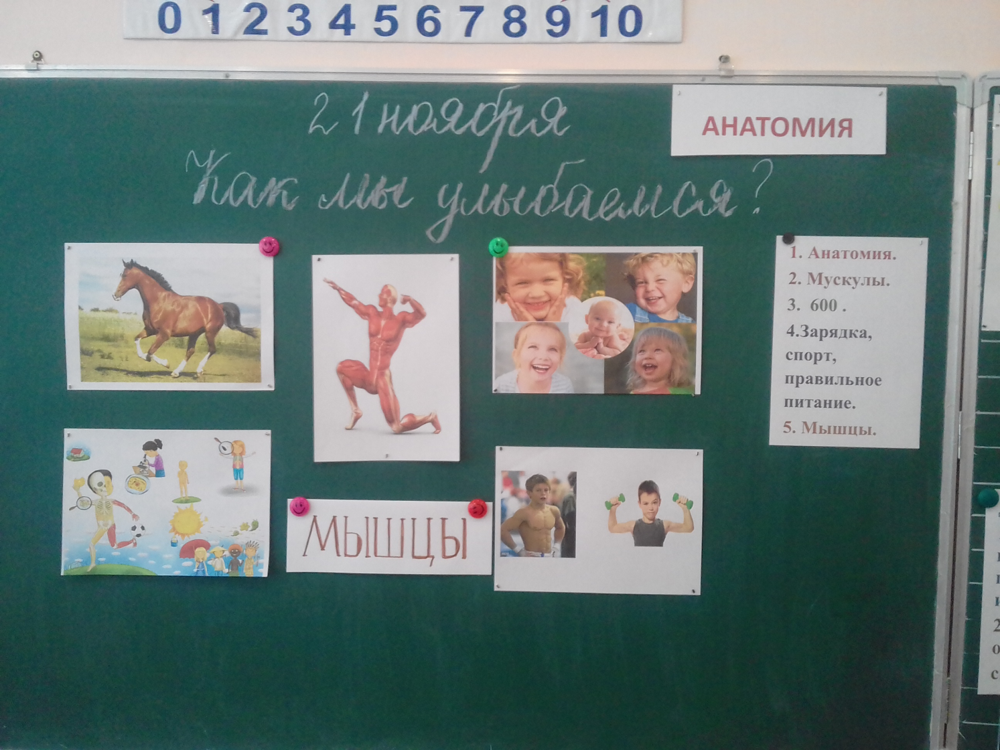 0 1 2 3 4 5 6 7 8 9 10
21 ноября
АНАТОМИЯ
Как мы улыбаемся?
1. Анатомия.
2. Мускулы.
3. 600 .
4.Зарядка,
спорт,
правильное
питание.
5. Мышцы.
МЫШЦЫ